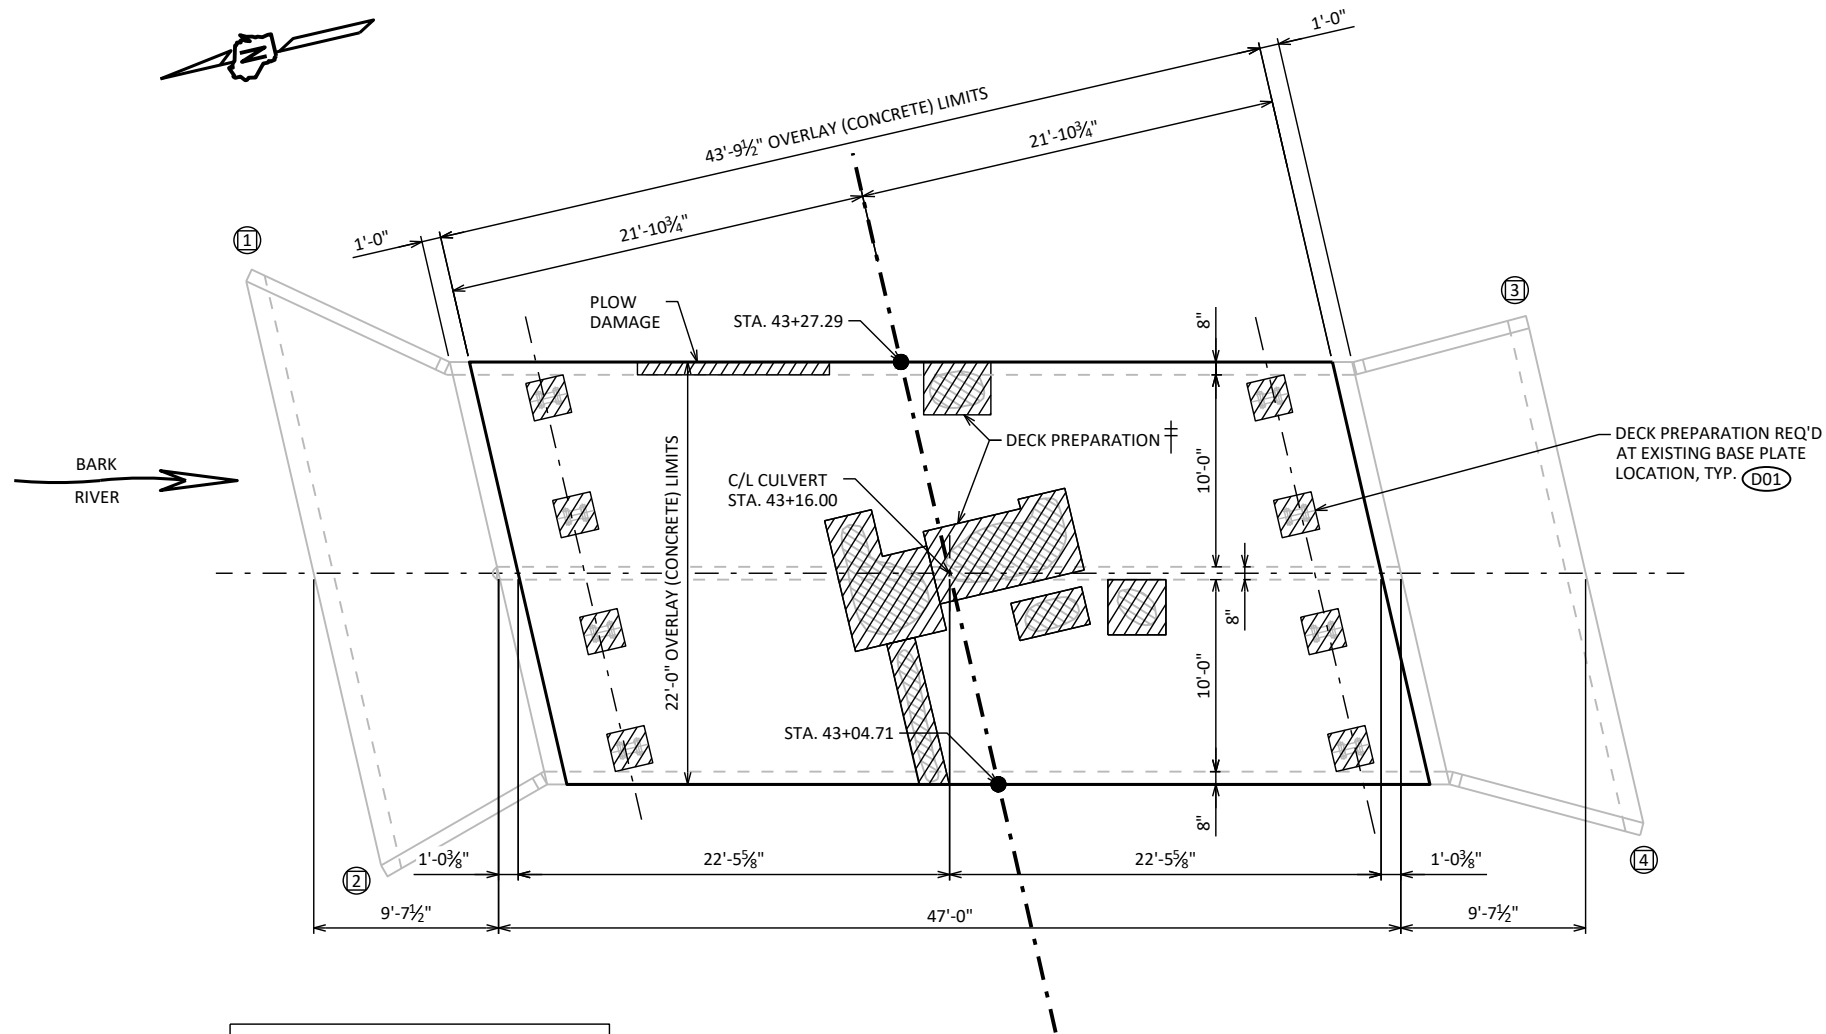 N
1'-0"
43'-9½" OVERLAY (CONCRETE) LIMITS
21'-10¾"
21'-10¾"
1'-0"
1
3
PLOW
DAMAGE
STA. 43+27.29
8"
DECK PREPARATION ‡
DECK PREPARATION REQ'D
AT EXISTING BASE PLATE
LOCATION, TYP. D01
BARK
RIVER
C/L CULVERT
STA. 43+16.00
22'-0" OVERLAY (CONCRETE) LIMITS
10'-0"
8"
10'-0"
STA. 43+04.71
8"
2
1'-0⅜"
22'-5⅝"
22'-5⅝"
1'-0⅜"
4
9'-7½"
47'-0"
9'-7½"